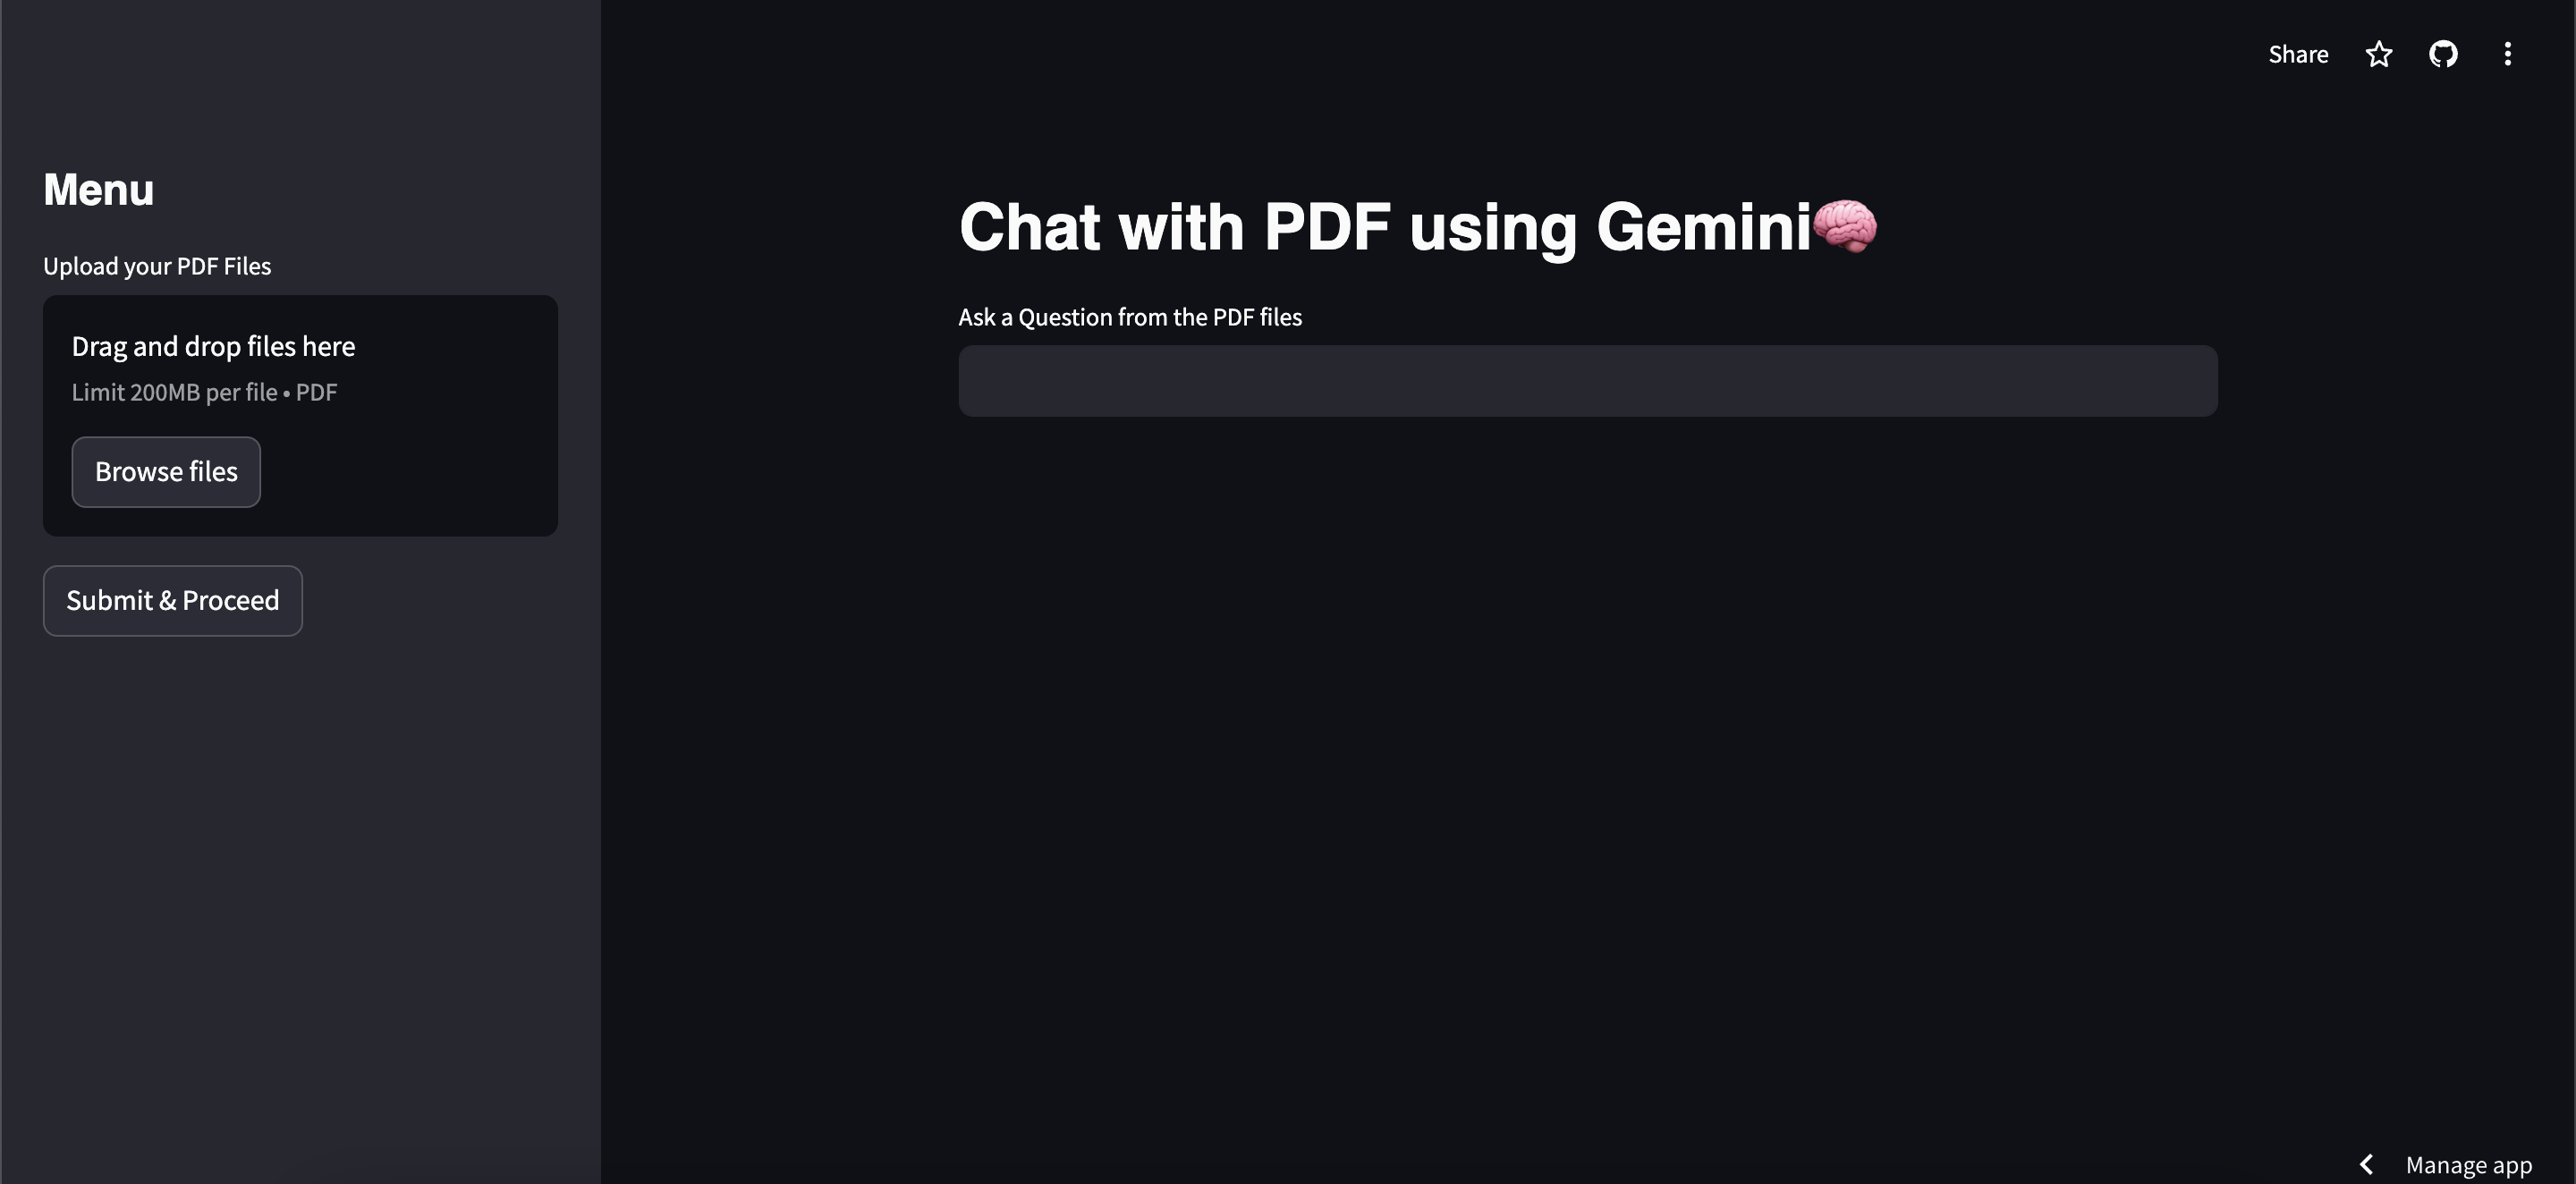 Share
Menu
Upload your PDF Files
Drag and drop files here
Limit 200MB per file • PDF
Browse files
Submit & Proceed
Chat with PDF using Gemini🧠
Ask a Question from the PDF files
Manage app